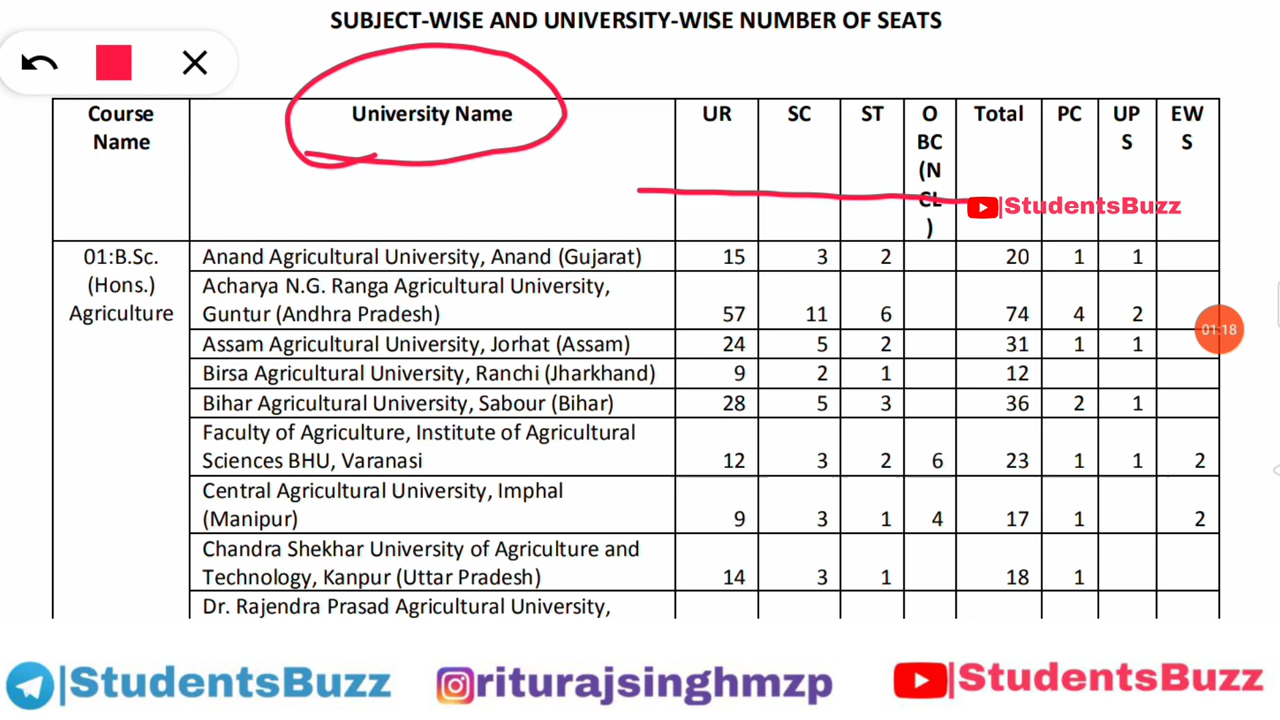 SUBJECT-WISE AND UNIVERSITY-WISE NUMBER OF SEATS
Course Name University Name UR SC ST OBC(NCL) Total PC UPS EWS
|StudentsBuzz
01:B.Sc. (Hons.) Agriculture
Anand Agricultural University, Anand (Gujarat) 15 3 2 20 1 1
Acharya N.G. Ranga Agricultural University,
Guntur (Andhra Pradesh) 57 11 6 74 4 2
01:18
Assam Agricultural University, Jorhat (Assam) 24 5 2 31 1 1
Birsa Agricultural University, Ranchi (Jharkhand) 9 2 1 12
Bihar Agricultural University, Sabour (Bihar) 28 5 3 36 2 1
Faculty of Agriculture, Institute of Agricultural
Sciences BHU, Varanasi 12 3 2 6 23 1 1 2
Central Agricultural University, Imphal
(Manipur) 9 3 1 4 17 1 2
Chandra Shekhar University of Agriculture and
Technology, Kanpur (Uttar Pradesh) 14 3 1 18 1
Dr. Rajendra Prasad Agricultural University,
|StudentsBuzz riturajsinghmzp |StudentsBuzz